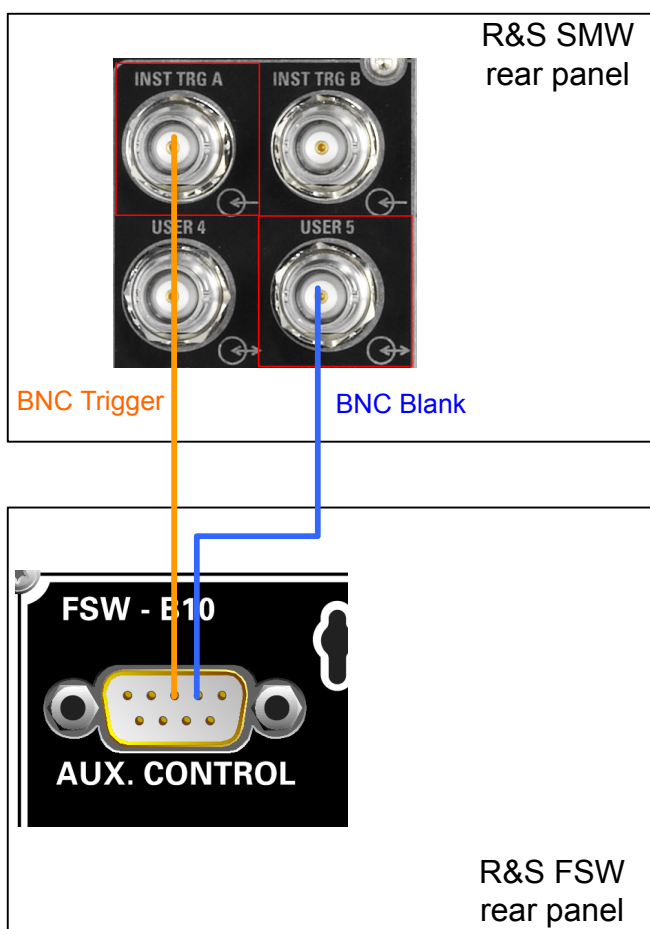 R&S SMW
rear panel
INST TRG A
INST TRG B
USER 4
USER 5
BNC Trigger
BNC Blank
FSW - B10
AUX. CONTROL
R&S FSW
rear panel